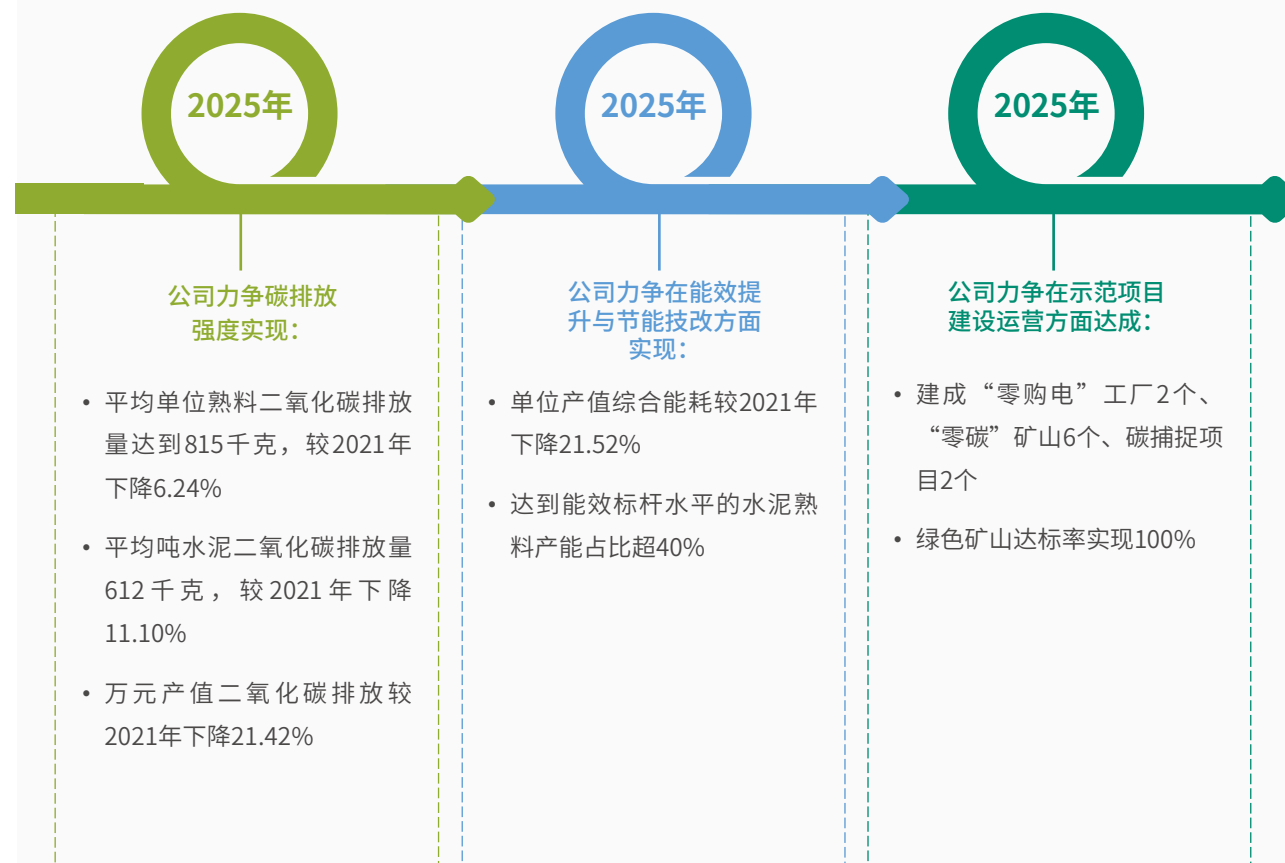 2025年
公司力争碳排放
强度实现：
• 平均单位熟料二氧化碳排放
量达到815千克，较2021年
下降6.24%
• 平均吨水泥二氧化碳排放量
612千克，较2021年下降
11.10%
• 万元产值二氧化碳排放较
2021年下降21.42%
2025年
公司力争在能效提
升与节能技改方面
实现：
• 单位产值综合能耗较2021年
下降21.52%
• 达到能效标杆水平的水泥熟
料产能占比超40%
2025年
公司力争在示范项目
建设运营方面达成：
• 建成“零购电”工厂2个、
“零碳”矿山6个、碳捕捉项
目2个
• 绿色矿山达标率实现100%